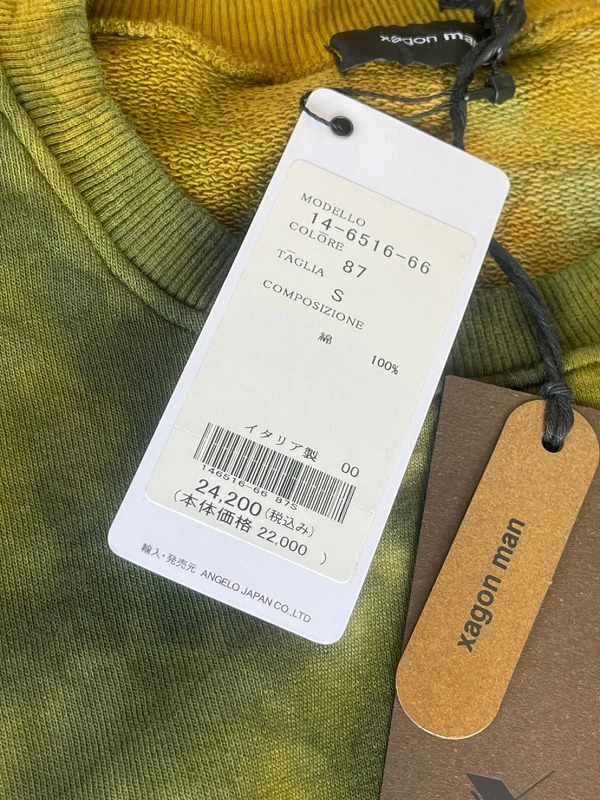 xagon man
MODELLO
14-6516-66
COLORE
87
TAGLIA
S
COMPOSIZIONE
綿
100%
イタリア製 00
146516-66 87S
24,200(税込み)
(本体価格 22,000 )
輸入・発売元 ANGELO JAPAN CO.,LTD
xagon man